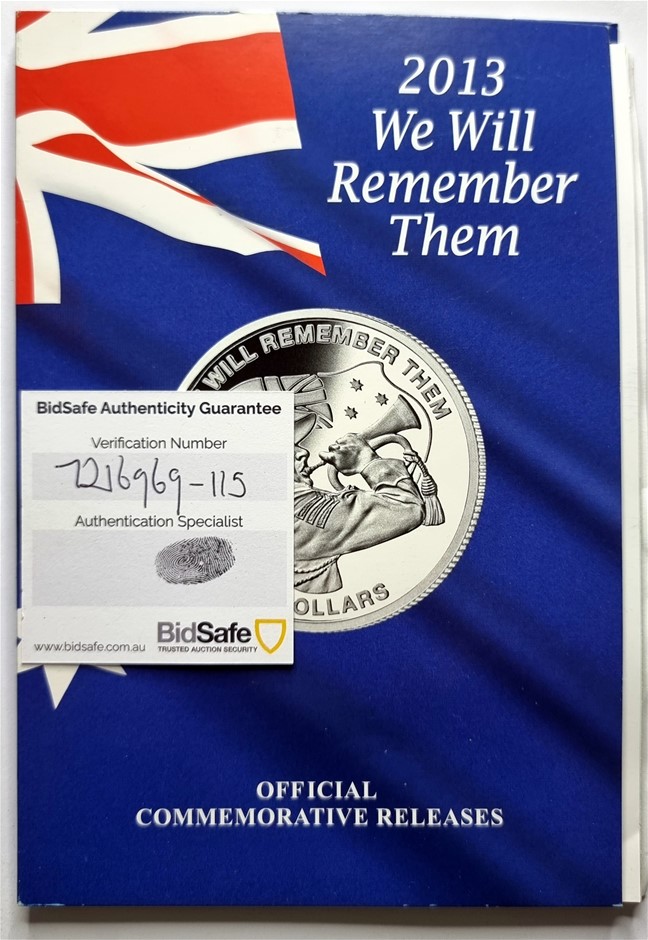 2013
We Will
Remember
Them
WILL REMEMBER THEM
OLLARS
BidSafe Authenticity Guarantee
Verification Number
7216969-115
Authentication Specialist
www.bidsafe.com.au
BidSafe
TRUSTED AUCTION SECURITY
OFFICIAL
COMMEMORATIVE RELEASES